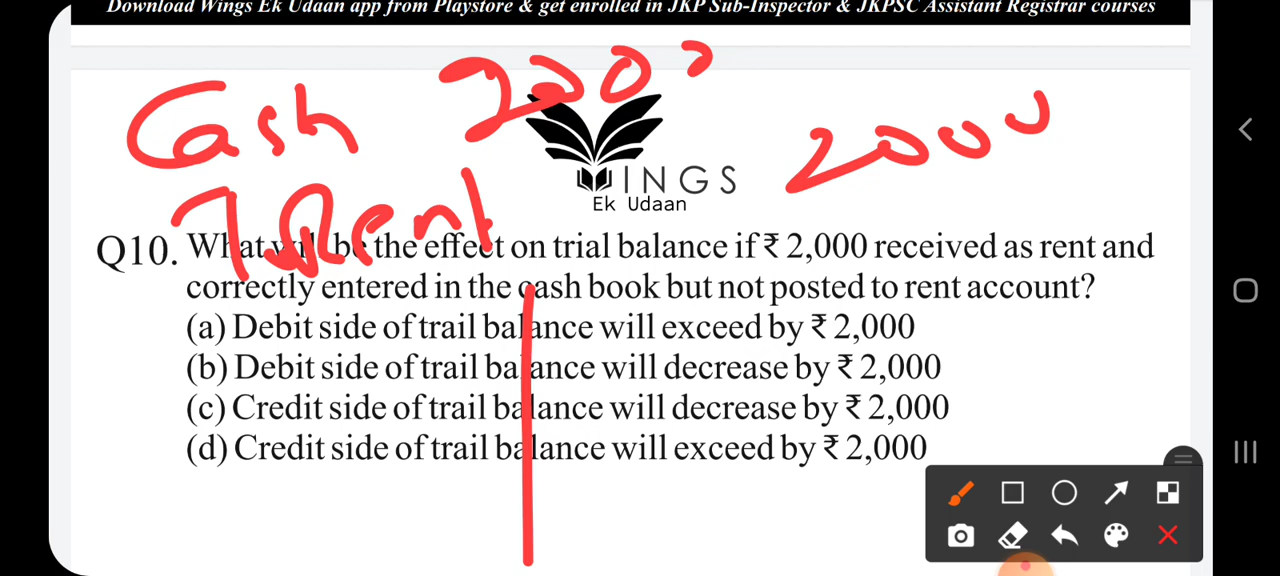 Download Wings Ek Udaan app from Playstore & get enrolled in JKP Sub-Inspector & JKPSC Assistant Registrar courses
Cash 2000
2000
To Rent
WINGS
Ek Udaan
Q10. What will be the effect on trial balance if ₹ 2,000 received as rent and
correctly entered in the cash book but not posted to rent account?
(a) Debit side of trail balance will exceed by ₹ 2,000
(b) Debit side of trail balance will decrease by ₹ 2,000
(c) Credit side of trail balance will decrease by ₹ 2,000
(d) Credit side of trail balance will exceed by ₹ 2,000